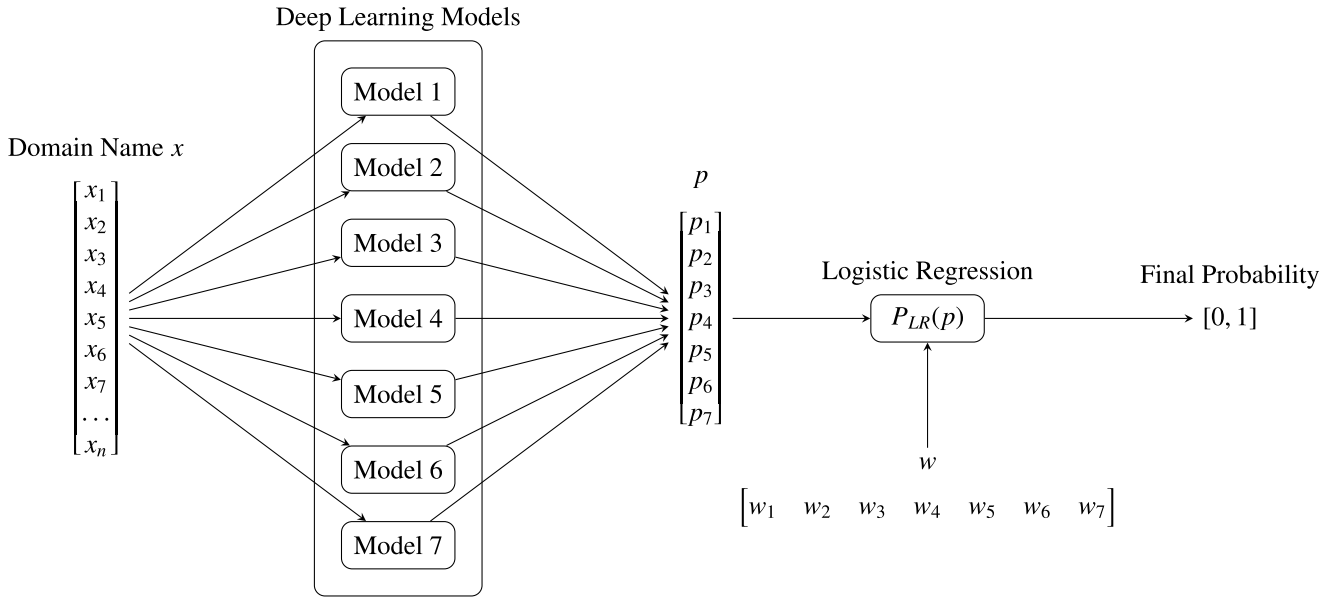 Deep Learning Models
Domain Name x
x₁
x₂
x₃
x₄
x₅
x₆
x₇
...
xₙ
Model 1
Model 2
Model 3
Model 4
Model 5
Model 6
Model 7
p
p₁
p₂
p₃
p₄
p₅
p₆
p₇
Logistic Regression
P_LR(p)
w
[w₁ w₂ w₃ w₄ w₅ w₆ w₇]
Final Probability
[0, 1]